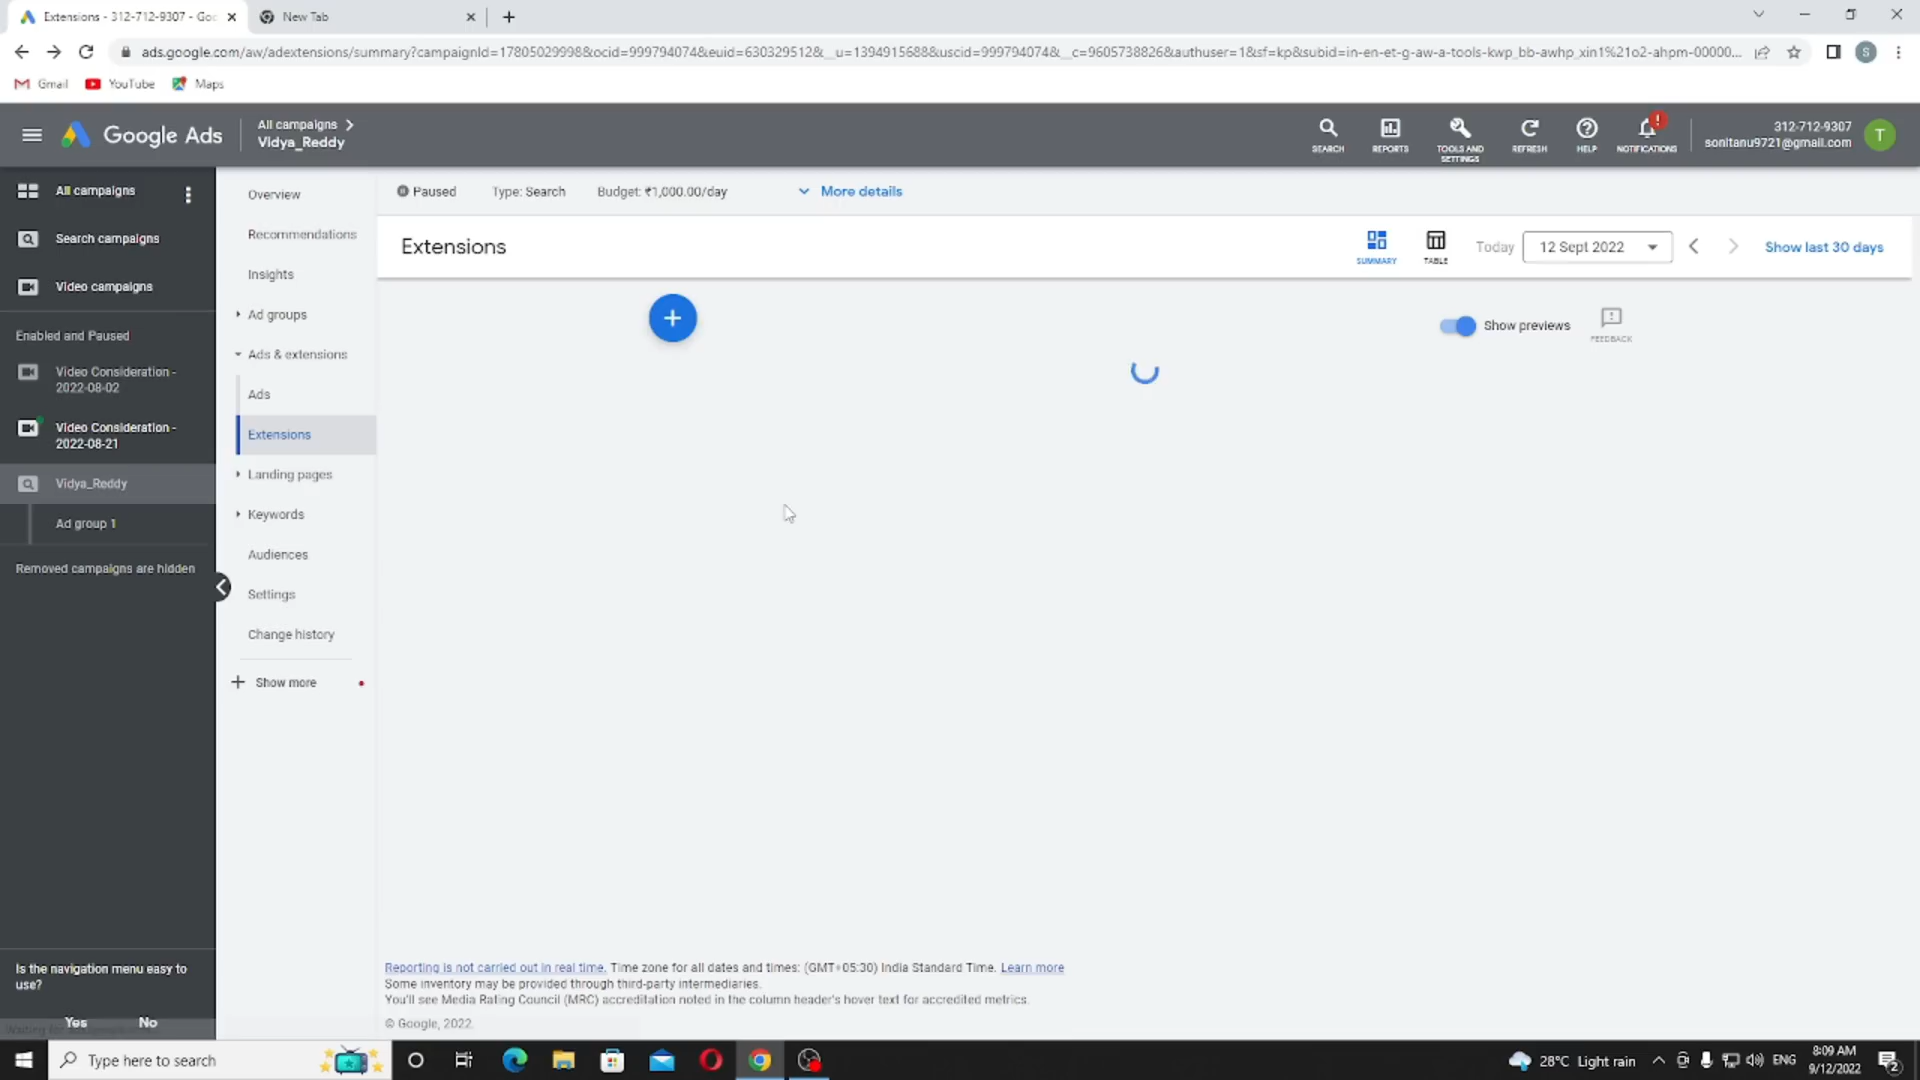 Extensions - 312-712-9307 - Goo
New Tab
ads.google.com/aw/adextensions/summary?campaignId=17805029998&ocid=999794074&euid=630329512&__u=1394915688&uscid=999794074&__c=9605738826&authuser=1&sf=kp&subid=in-en-et-g-aw-a-tools-kwp_bb-awhp_xin1%21o2-ahpm-00000...
S
Gmail
YouTube
Maps
Google Ads
All campaigns
Vidya_Reddy
SEARCH
REPORTS
TOOLS AND SETTINGS
REFRESH
HELP
NOTIFICATIONS
312-712-9307
sonitanu9721@gmail.com
T
All campaigns
Search campaigns
Video campaigns
Enabled and Paused
Video Consideration -
2022-08-02
Video Consideration -
2022-08-21
Vidya_Reddy
Ad group 1
Removed campaigns are hidden
Is the navigation menu easy to
use?
Yes
No
Overview
Recommendations
Insights
Ad groups
Ads & extensions
Ads
Extensions
Landing pages
Keywords
Audiences
Settings
Change history
Show more
Paused
Type: Search
Budget: ₹1,000.00/day
More details
Extensions
SUMMARY
TABLE
Today
12 Sept 2022
Show last 30 days
Show previews
FEEDBACK
Reporting is not carried out in real time. Time zone for all dates and times: (GMT+05:30) India Standard Time. Learn more
Some inventory may be provided through third-party intermediaries.
You'll see Media Rating Council (MRC) accreditation noted in the column header's hover text for accredited metrics.
© Google, 2022.
Type here to search
28°C Light rain
ENG
8:09 AM
9/12/2022
2